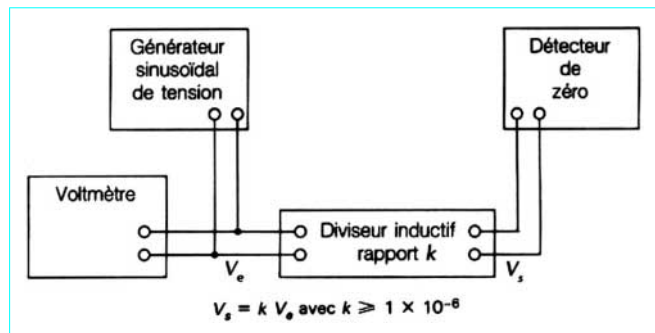 Générateur
sinusoïdal
de tension
Détecteur
de
zéro
Voltmètre
Diviseur inductif
rapport k
Ve
Vs
Vs = k Ve avec k ⩾ 1 × 10⁻⁶